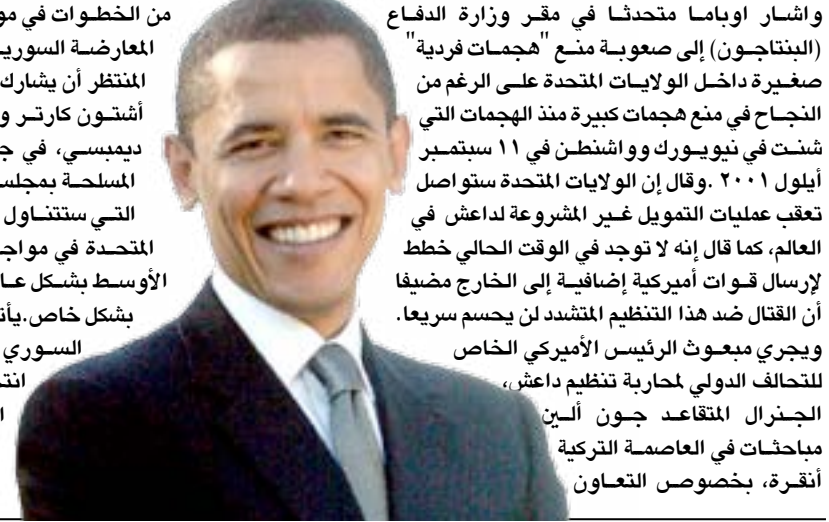 واشار اوباما متحدثا في مقر وزارة الدفاع
(البنتاجون) إلى صعوبة منع "هجمات فردية"
صغيرة داخل الولايات المتحدة على الرغم من
النجاح في منع هجمات كبيرة منذ الهجمات التي
شنت في نيويورك وواشنطن في ١١ سبتمبر
أيلول ٢٠٠١ .وقال إن الولايات المتحدة ستواصل
تعقب عمليات التمويل غير المشروعة لداعش في
العالم، كما قال إنه لا توجد في الوقت الحالي خطط
لإرسال قوات أميركية إضافية إلى الخارج مضيفا
أن القتال ضد هذا التنظيم المتشدد لن يحسم سريعا.
ويجري مبعوث الرئيس الأميركي الخاص
للتحالف الدولي لمحاربة تنظيم داعش،
الجنرال المتقاعد جون ألين
مباحثات في العاصمة التركية
أنقرة، بخصوص التعاون
من الخطوات في
المعارضة
المنتظر أن يشارك
أشتون كارتر و
ديمبسي، في
المسلحة بمجلس
التي ستتناول
المتحدة في
الأوسط بشكل
بشكل خاص.